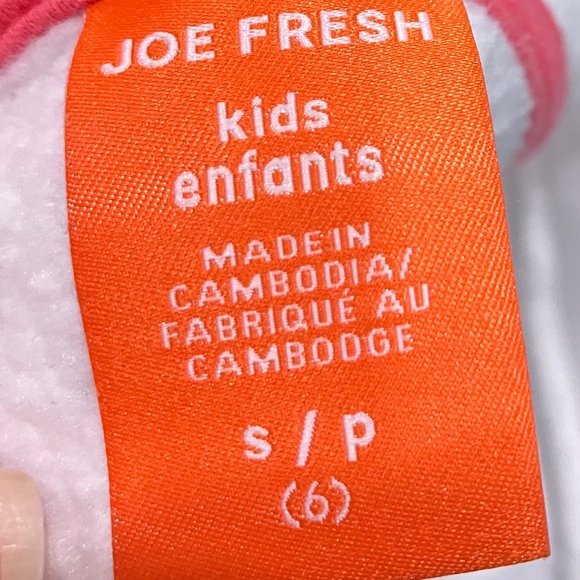 JOE FRESH
kids
enfants
MADE IN
CAMBODIA/
FABRIQUÉ AU
CAMBODGE
s / p
(6)